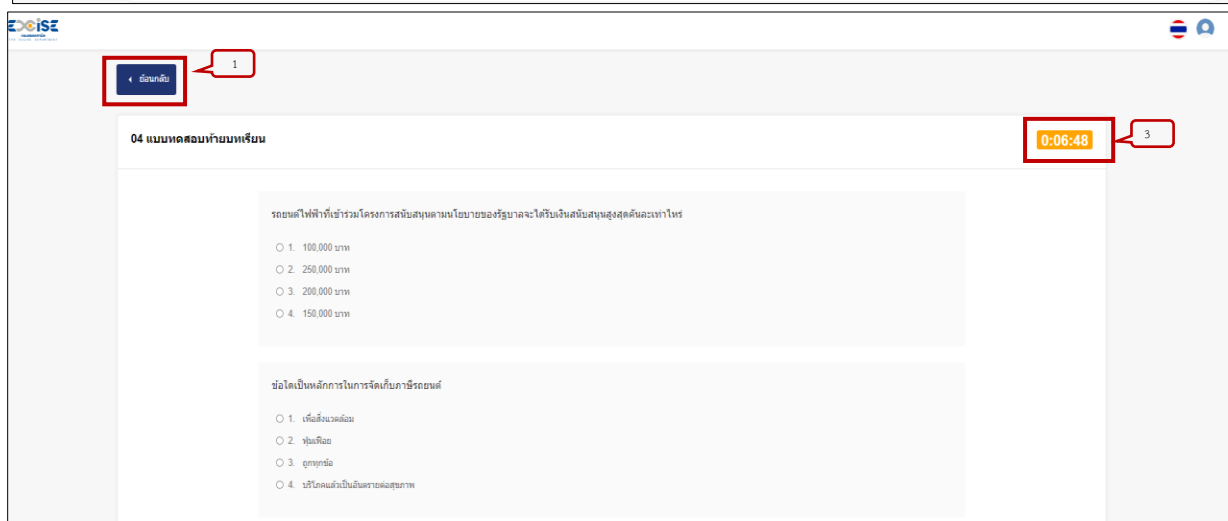 EXCISE
1
ย้อนกลับ
04 แบบทดสอบท้ายบทเรียน
0:06:48
3
รถยนต์ไฟฟ้าที่เข้าร่วมโครงการสนับสนุนตามนโยบายของรัฐบาลจะได้รับเงินสนับสนุนสูงสุดคันละเท่าไหร่
1. 100,000 บาท
2. 250,000 บาท
3. 200,000 บาท
4. 150,000 บาท
ข้อใดเป็นหลักการในการจัดเก็บภาษีรถยนต์
1. เพื่อสิ่งแวดล้อม
2. ฟุ่มเฟือย
3. ถูกทุกข้อ
4. บริโภคแล้วเป็นอันตรายต่อสุขภาพ